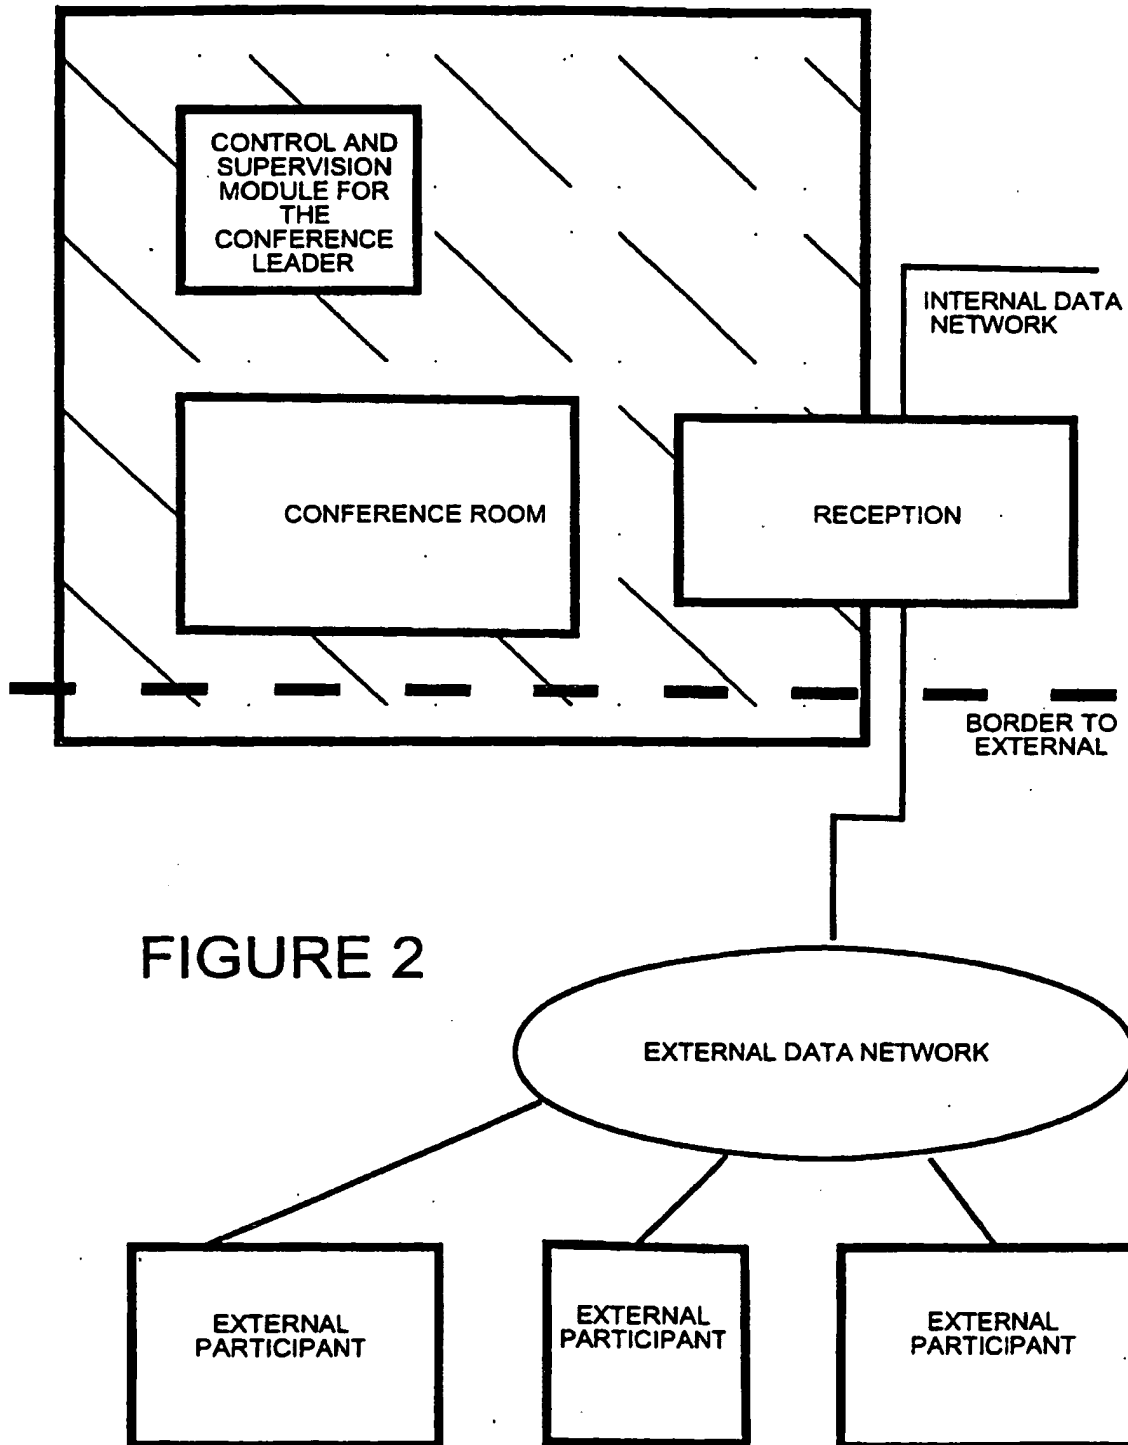 CONTROL AND
SUPERVISION
MODULE FOR
THE
CONFERENCE
LEADER
INTERNAL DATA
NETWORK
CONFERENCE ROOM
RECEPTION
BORDER TO
EXTERNAL
FIGURE 2
EXTERNAL DATA NETWORK
EXTERNAL
PARTICIPANT
EXTERNAL
PARTICIPANT
EXTERNAL
PARTICIPANT